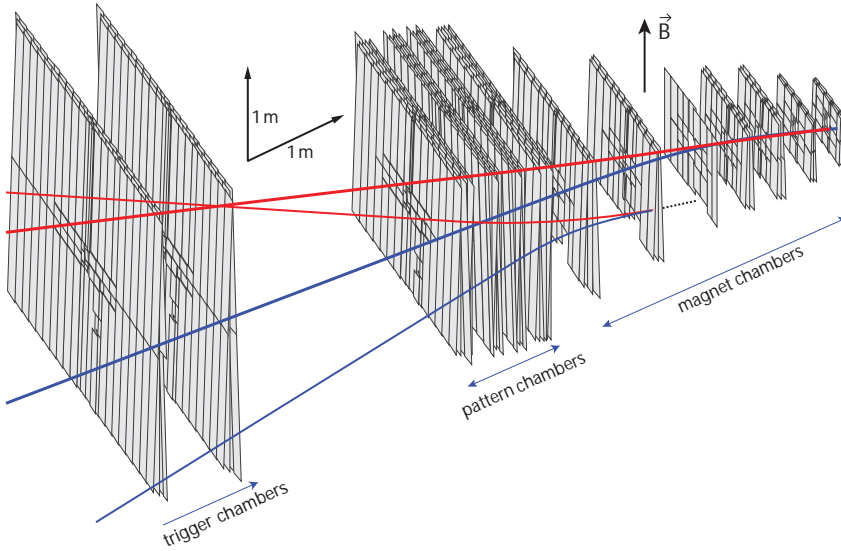 B
1 m
1 m
magnet chambers
pattern chambers
trigger chambers